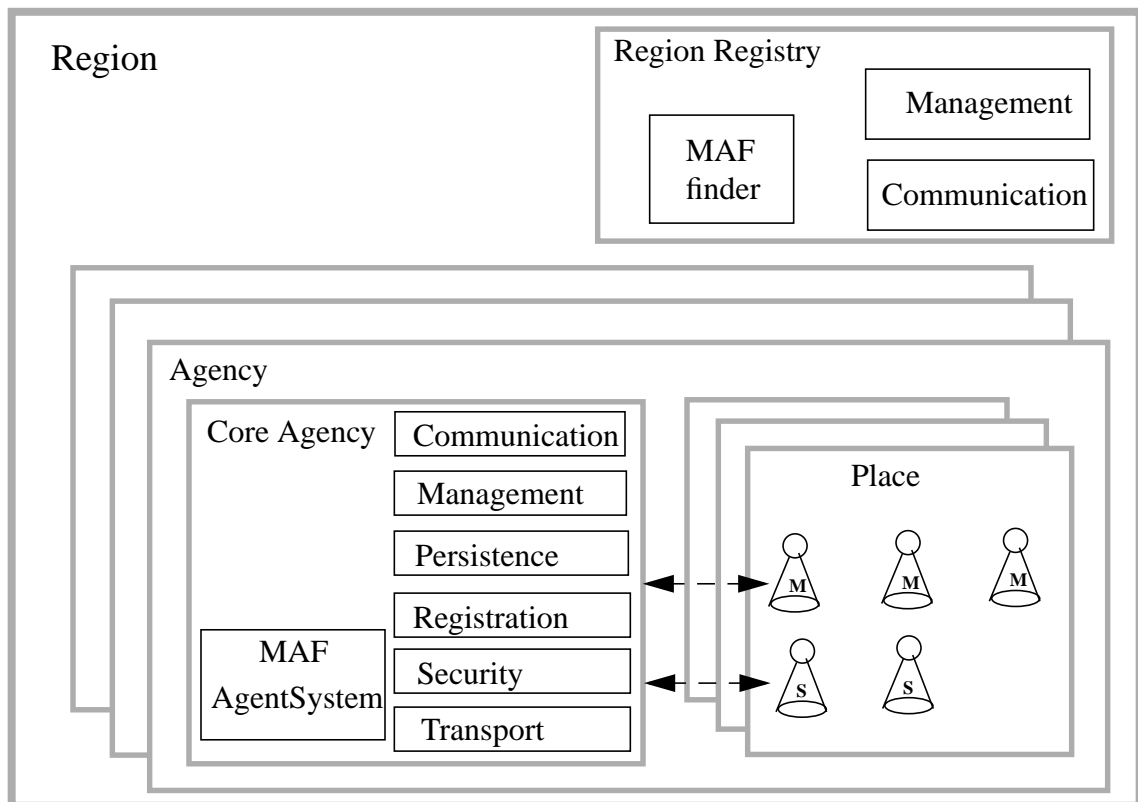 Region
Region Registry
Management
MAF
finder
Communication
Agency
Core Agency
Communication
Management
Persistence
Registration
MAF
AgentSystem
Security
Transport
Place
M
M
M
S
S